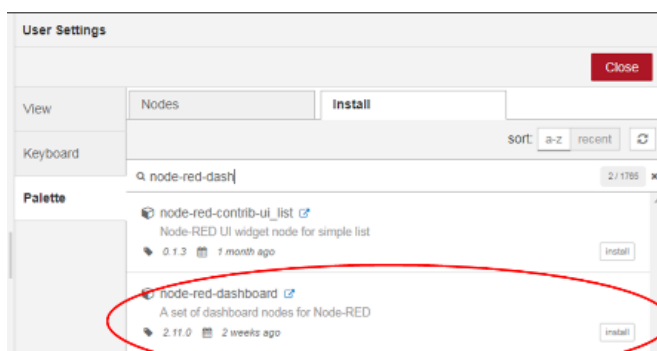 User Settings
Close
View
Keyboard
Palette
Nodes
Install
sort: a-z recent
node-red-dash
2 / 1765 x
node-red-contrib-ui_list
Node-RED UI widget node for simple list
0.1.3 1 month ago
install
node-red-dashboard
A set of dashboard nodes for Node-RED
2.11.0 2 weeks ago
install